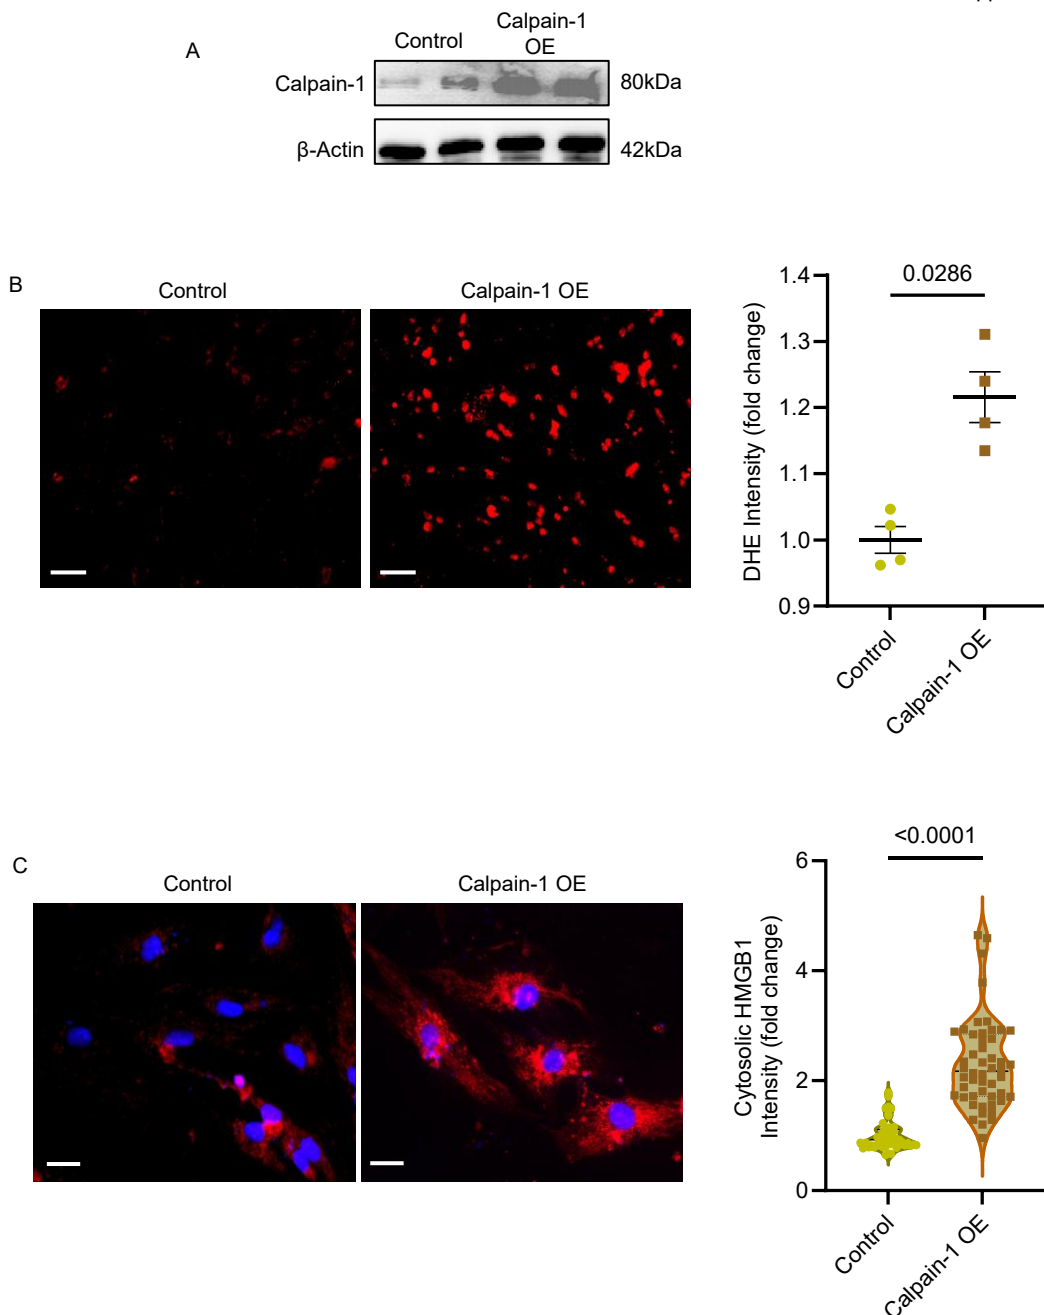 A
Control
Calpain-1
OE
Calpain-1
80kDa
β-Actin
42kDa
B
Control
Calpain-1 OE
DHE Intensity (fold change)
1.4
1.3
1.2
1.1
1.0
0.9
0.0286
Control
Calpain-1 OE
C
Control
Calpain-1 OE
Cytosolic HMGB1
Intensity (fold change)
6
4
2
0
<0.0001
Control
Calpain-1 OE